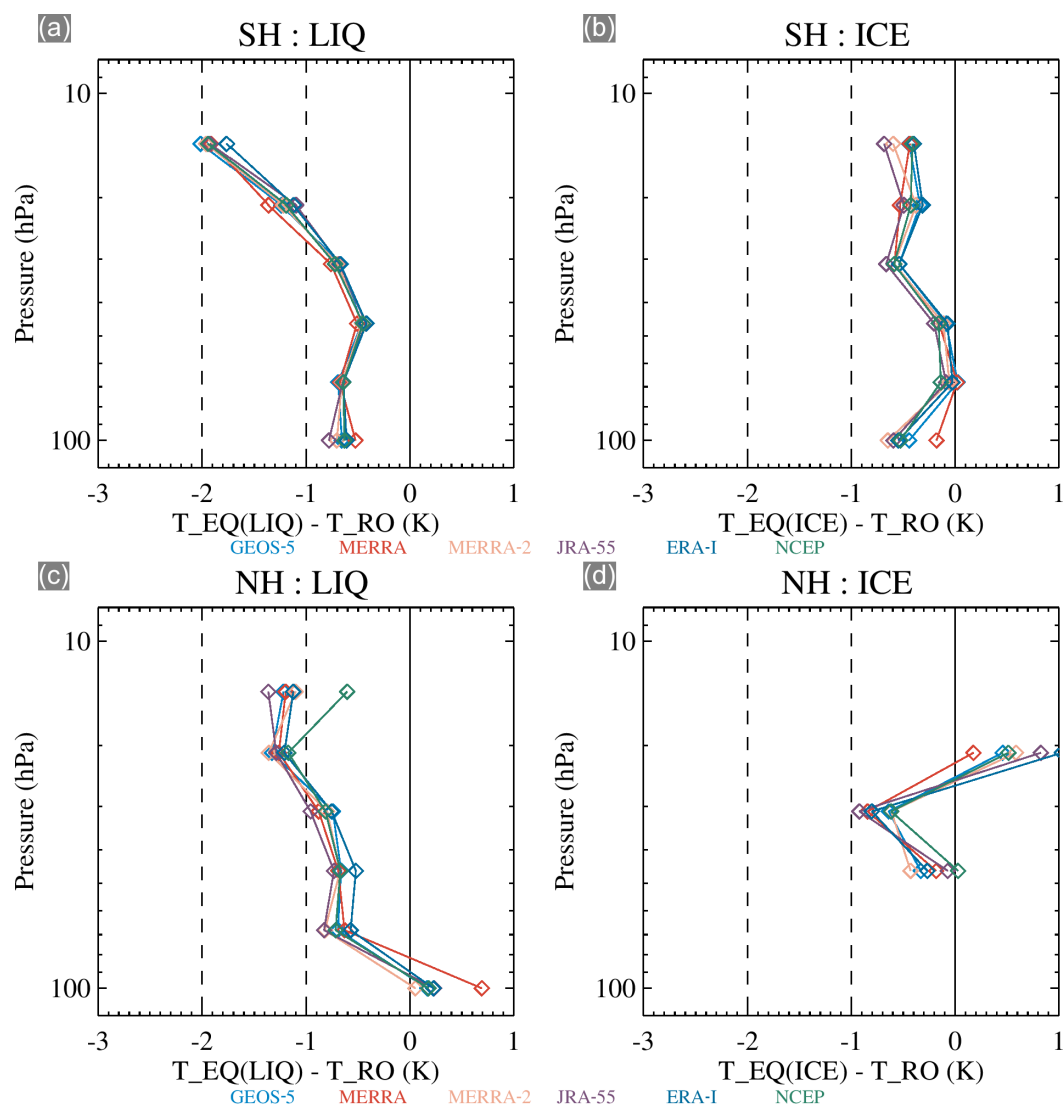 (a) SH : LIQ
10
100
Pressure (hPa)
-3 -2 -1 0 1
T_EQ(LIQ) - T_RO (K)
(b) SH : ICE
10
100
Pressure (hPa)
-3 -2 -1 0 1
T_EQ(ICE) - T_RO (K)
GEOS-5 MERRA MERRA-2 JRA-55 ERA-I NCEP
(c) NH : LIQ
10
100
Pressure (hPa)
-3 -2 -1 0 1
T_EQ(LIQ) - T_RO (K)
(d) NH : ICE
10
100
Pressure (hPa)
-3 -2 -1 0 1
T_EQ(ICE) - T_RO (K)
GEOS-5 MERRA MERRA-2 JRA-55 ERA-I NCEP